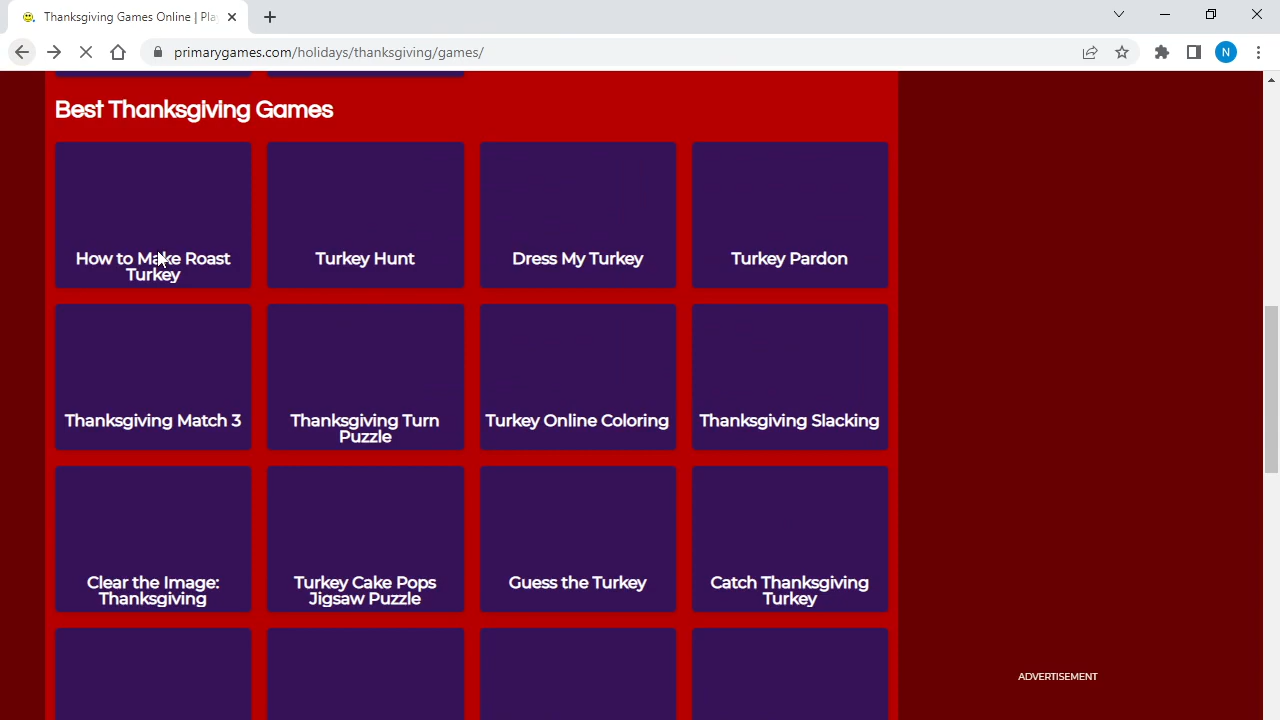 Thanksgiving Games Online | Pla
primarygames.com/holidays/thanksgiving/games/
N
Best Thanksgiving Games
How to Make Roast
Turkey
Turkey Hunt
Dress My Turkey
Turkey Pardon
Thanksgiving Match 3
Thanksgiving Turn
Puzzle
Turkey Online Coloring
Thanksgiving Slacking
Clear the Image:
Thanksgiving
Turkey Cake Pops
Jigsaw Puzzle
Guess the Turkey
Catch Thanksgiving
Turkey
ADVERTISEMENT